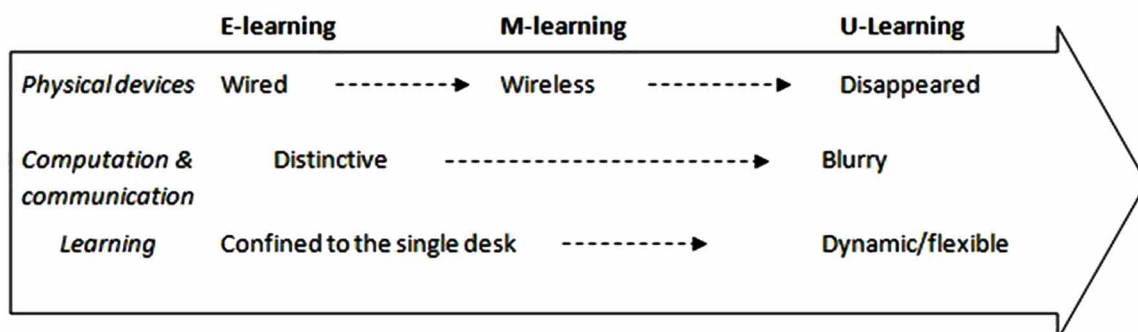 E-learning M-learning U-Learning
Physical devices Wired Wireless Disappeared
Computation & Distinctive Blurry
communication
Learning Confined to the single desk Dynamic/flexible